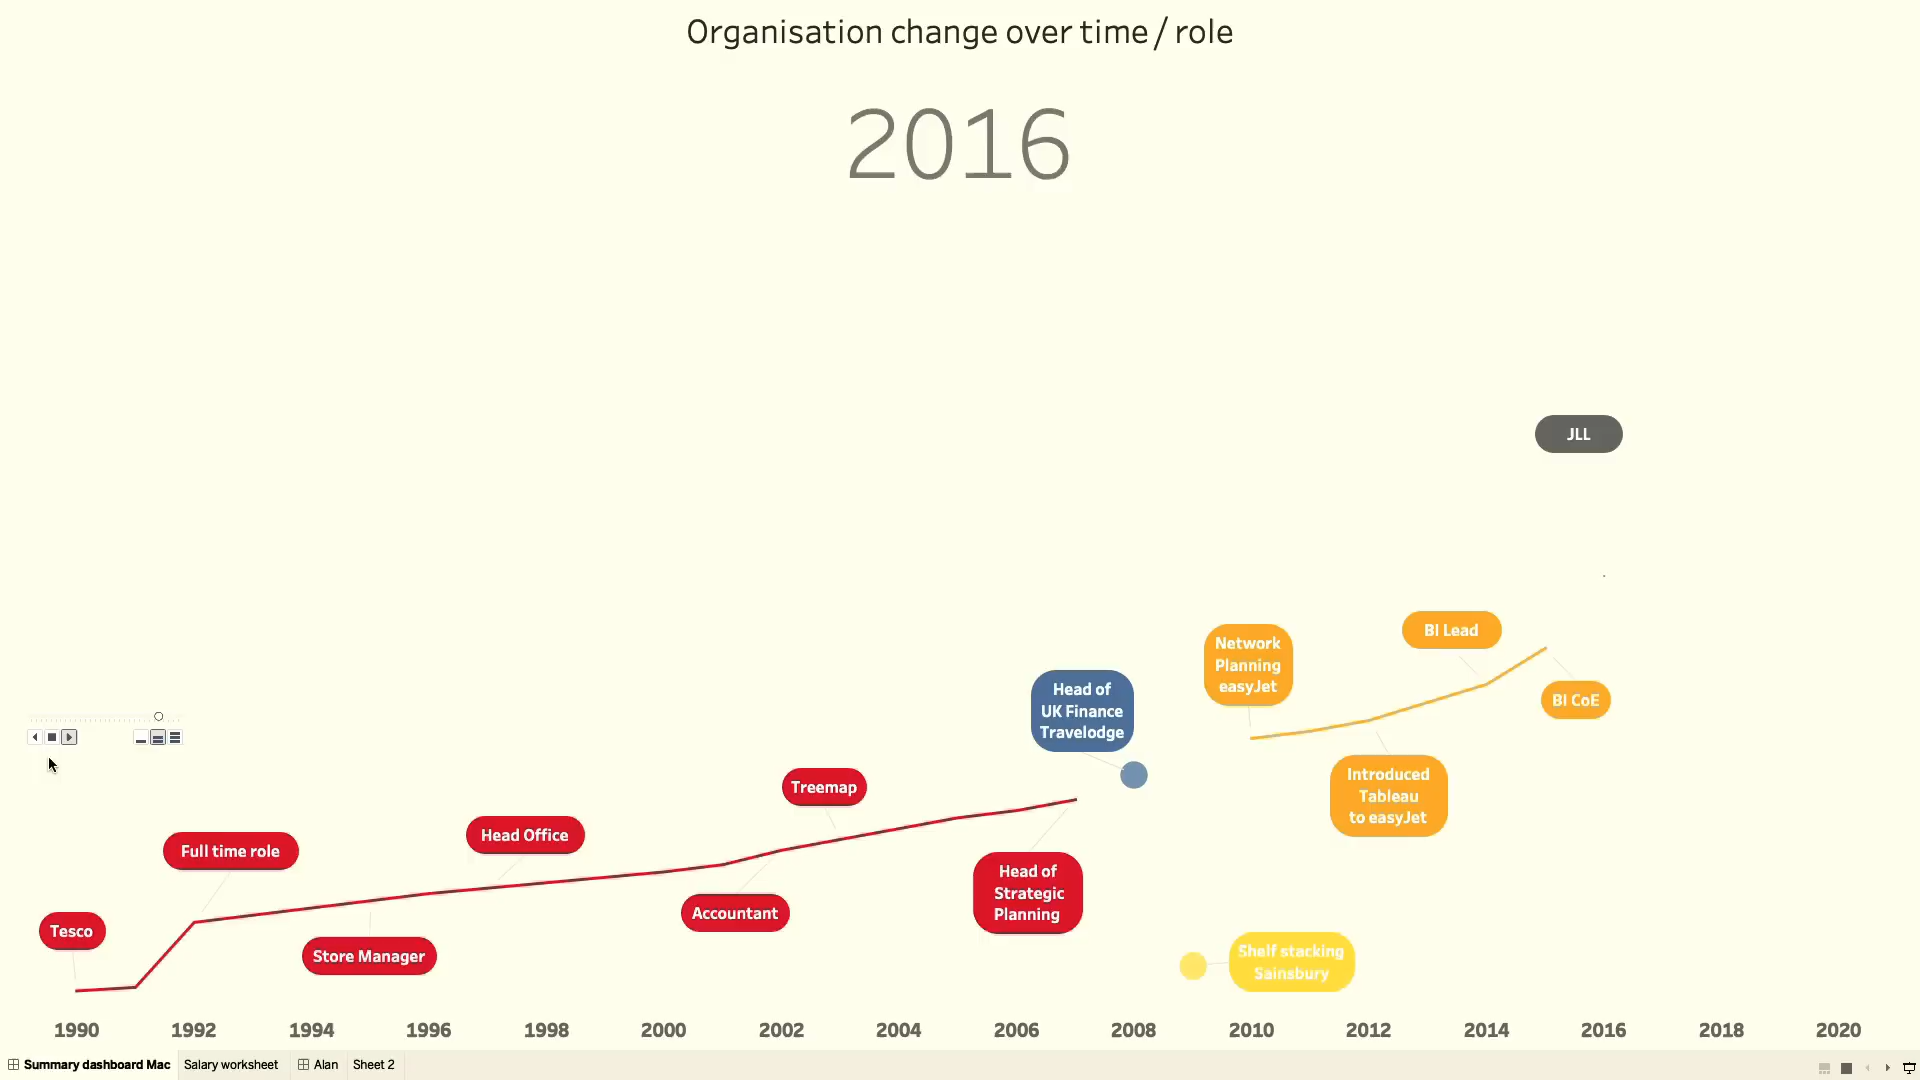 Organisation change over time / role
2016
JLL
BI Lead
Network
Planning
easyJet
BI CoE
Head of
UK Finance
Travelodge
Introduced
Tableau
to easyJet
Treemap
Head Office
Full time role
Head of
Strategic
Planning
Accountant
Tesco
Store Manager
Shelf stacking
Sainsbury
1990 1992 1994 1996 1998 2000 2002 2004 2006 2008 2010 2012 2014 2016 2018 2020
Summary dashboard Mac Salary worksheet Alan Sheet 2